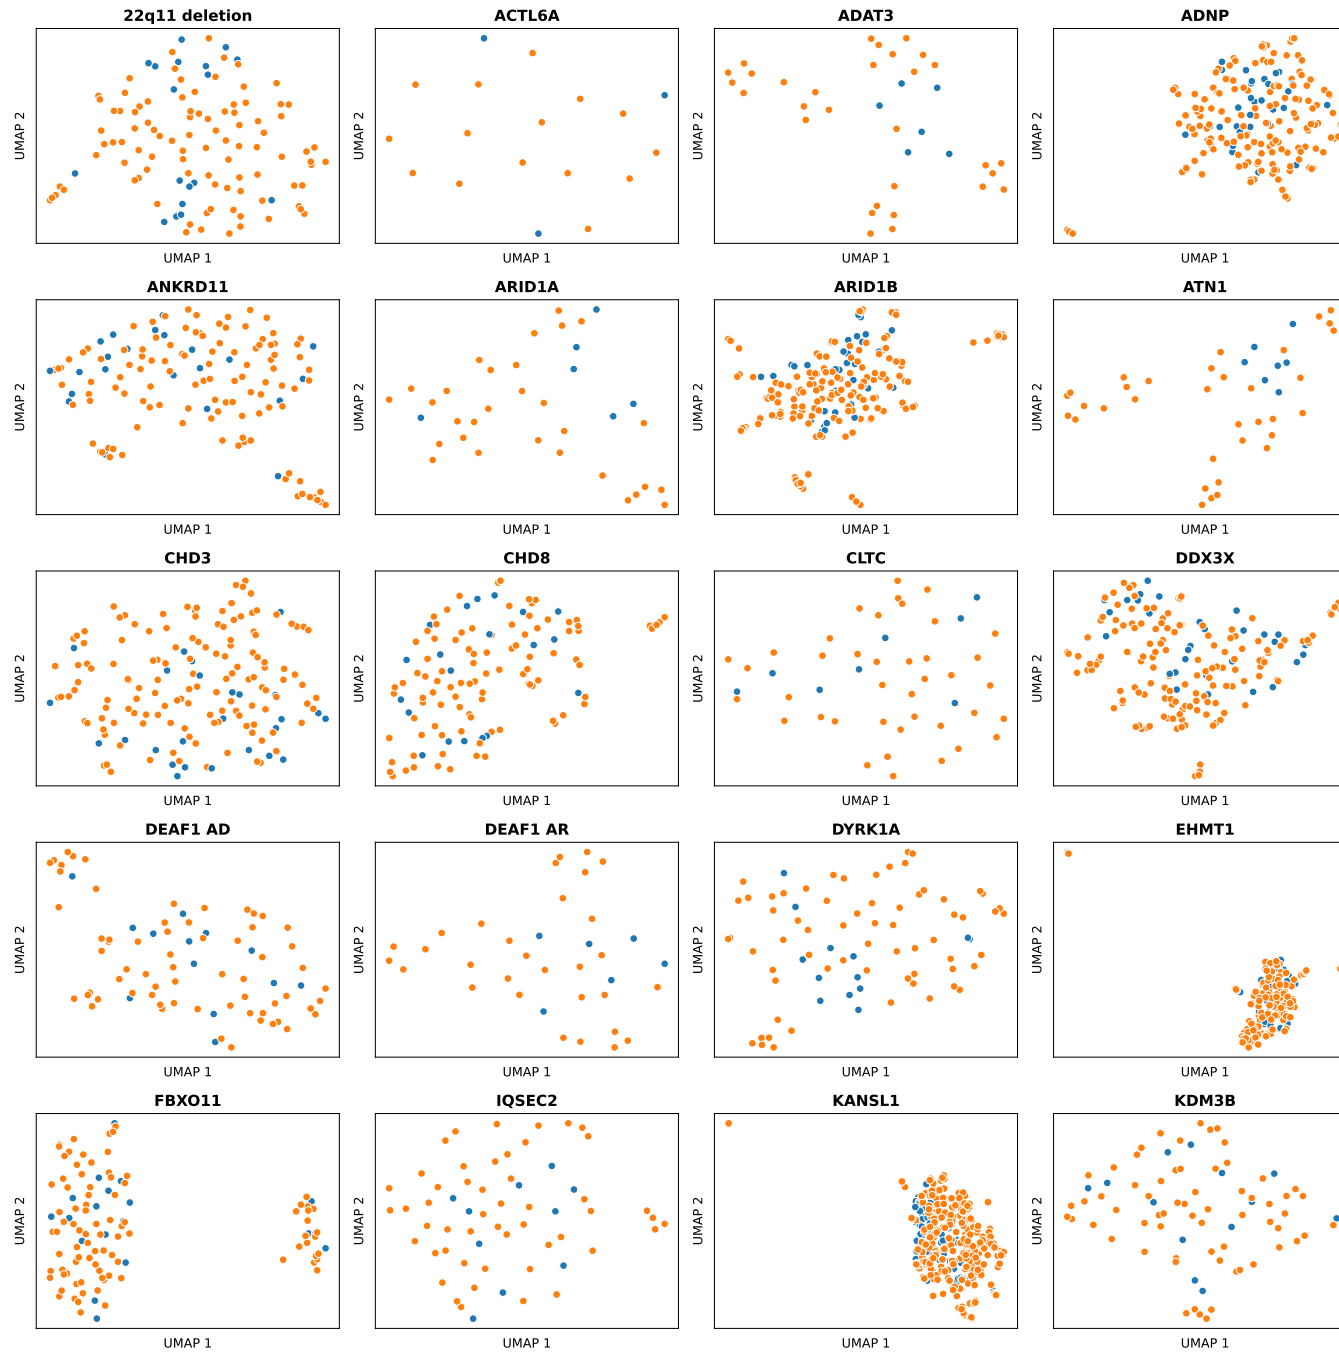 22q11 deletion
UMAP 2
UMAP 1
ACTL6A
UMAP 2
UMAP 1
ADAT3
UMAP 2
UMAP 1
ADNP
UMAP 2
UMAP 1
ANKRD11
UMAP 2
UMAP 1
ARID1A
UMAP 2
UMAP 1
ARID1B
UMAP 2
UMAP 1
ATN1
UMAP 2
UMAP 1
CHD3
UMAP 2
UMAP 1
CHD8
UMAP 2
UMAP 1
CLTC
UMAP 2
UMAP 1
DDX3X
UMAP 2
UMAP 1
DEAF1 AD
UMAP 2
UMAP 1
DEAF1 AR
UMAP 2
UMAP 1
DYRK1A
UMAP 2
UMAP 1
EHMT1
UMAP 2
UMAP 1
FBXO11
UMAP 2
UMAP 1
IQSEC2
UMAP 2
UMAP 1
KANSL1
UMAP 2
UMAP 1
KDM3B
UMAP 2
UMAP 1